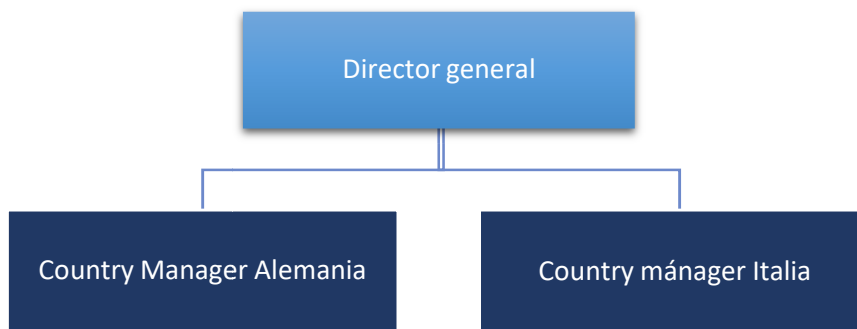 Director general
Country Manager Alemania
Country mánager Italia